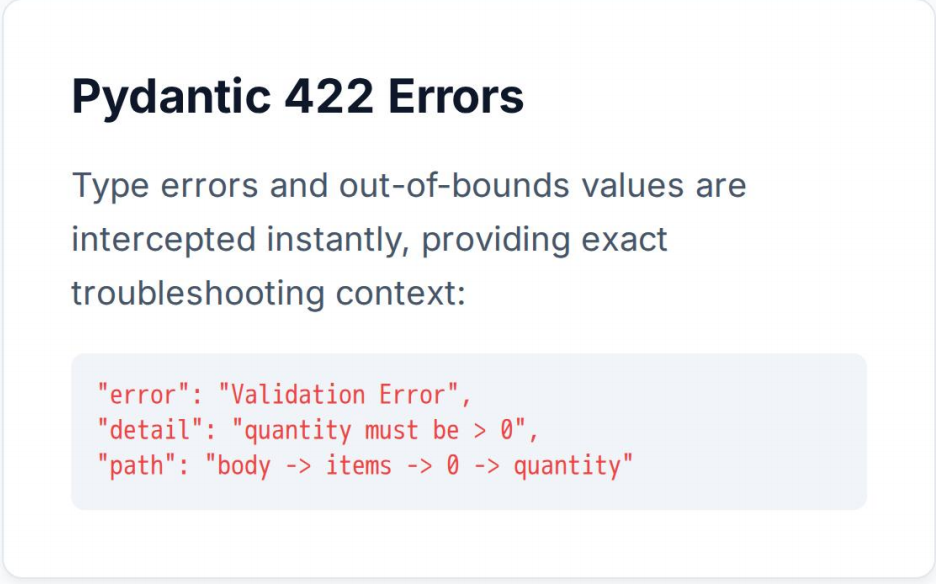 Pydantic 422 Errors
Type errors and out-of-bounds values are
intercepted instantly, providing exact
troubleshooting context:
"error": "Validation Error",
"detail": "quantity must be > 0",
"path": "body -> items -> 0 -> quantity"